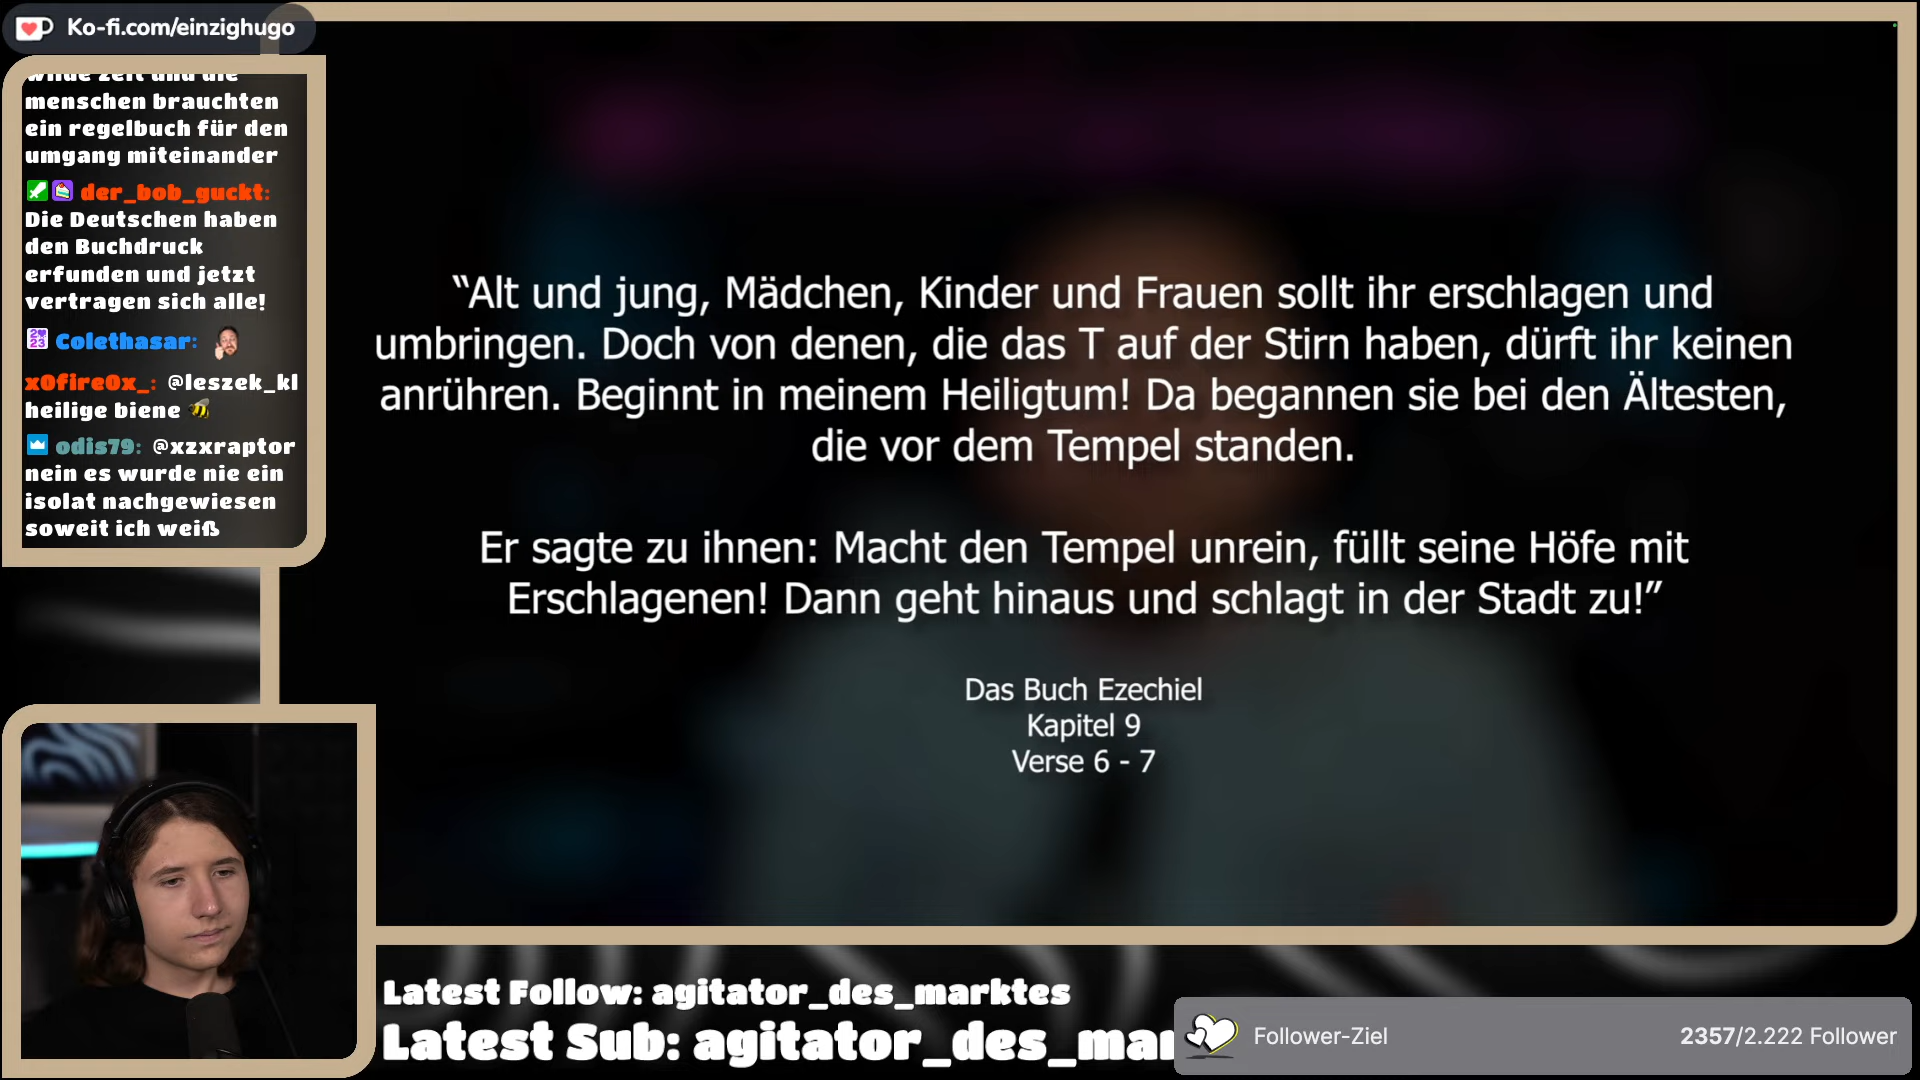 Ko-fi.com/einzighugo
wilde zeit und die
menschen brauchten
ein regelbuch für den
umgang miteinander
der_bob_guckt:
Die Deutschen haben
den Buchdruck
erfunden und jetzt
vertragen sich alle!
2023 Colethasar:
x0fire0x_: @leszek_kl
heilige biene
odis79: @xzxraptor
nein es wurde nie ein
isolat nachgewiesen
soweit ich weiß
“Alt und jung, Mädchen, Kinder und Frauen sollt ihr erschlagen und
umbringen. Doch von denen, die das T auf der Stirn haben, dürft ihr keinen
anrühren. Beginnt in meinem Heiligtum! Da begannen sie bei den Ältesten,
die vor dem Tempel standen.
Er sagte zu ihnen: Macht den Tempel unrein, füllt seine Höfe mit
Erschlagenen! Dann geht hinaus und schlagt in der Stadt zu!”
Das Buch Ezechiel
Kapitel 9
Verse 6 - 7
Latest Follow: agitator_des_marktes
Latest Sub: agitator_des_mar
Follower-Ziel
2357/2.222 Follower